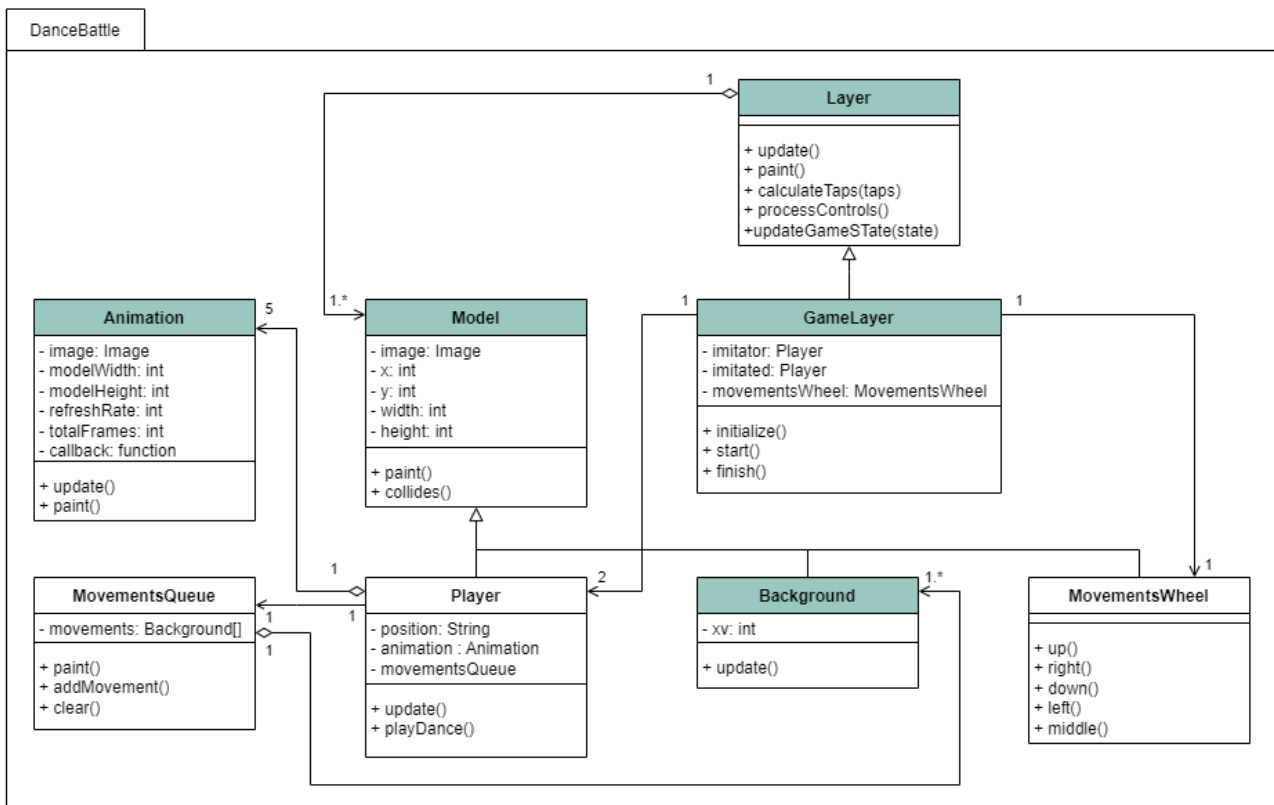 DanceBattle
1
Layer
+ update()
+ paint()
+ calculateTaps(taps)
+ processControls()
+updateGameSTate(state)
5
1.*
1
1
Animation
- image: Image
- modelWidth: int
- modelHeight: int
- refreshRate: int
- totalFrames: int
- callback: function
+ update()
+ paint()
Model
- image: Image
- x: int
- y: int
- width: int
- height: int
+ paint()
+ collides()
GameLayer
- imitator: Player
- imitated: Player
- movementsWheel: MovementsWheel
+ initialize()
+ start()
+ finish()
1
2
1.*
1
MovementsQueue
- movements: Background[]
+ paint()
+ addMovement()
+ clear()
1
1
1
Player
- position: String
- animation : Animation
- movementsQueue
+ update()
+ playDance()
Background
- xv: int
+ update()
MovementsWheel
+ up()
+ right()
+ down()
+ left()
+ middle()